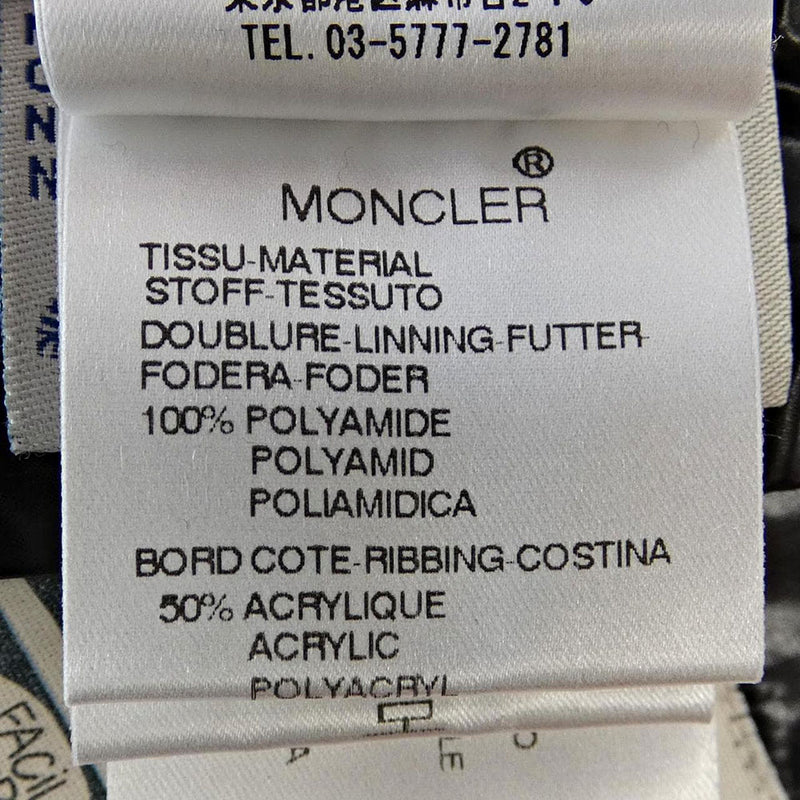 TEL. 03-5777-2781
MONCLER®
TISSU-MATERIAL
STOFF-TESSUTO
DOUBLURE-LINNING-FUTTER-
FODERA-FODER
100% POLYAMIDE
POLYAMID
POLIAMIDICA
BORD COTE-RIBBING-COSTINA
50% ACRYLIQUE
ACRYLIC
POLYACRYL
FACIL